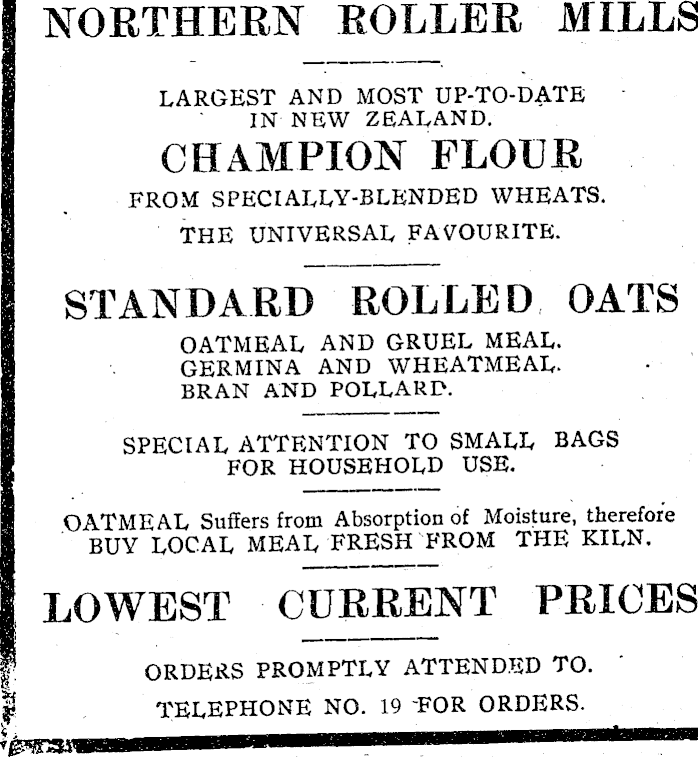 NORTHERN ROLLER MILLS
LARGEST AND MOST UP-TO-DATE
IN NEW ZEALAND.
CHAMPION FLOUR
FROM SPECIALLY-BLENDED WHEATS.
THE UNIVERSAL FAVOURITE.
STANDARD ROLLED OATS
OATMEAL AND GRUEL MEAL.
GERMINA AND WHEATMEAL.
BRAN AND POLLARD.
SPECIAL ATTENTION TO SMALL BAGS
FOR HOUSEHOLD USE.
OATMEAL Suffers from Absorption of Moisture, therefore
BUY LOCAL MEAL FRESH FROM THE KILN.
LOWEST CURRENT PRICES
ORDERS PROMPTLY ATTENDED TO.
TELEPHONE NO. 19 FOR ORDERS.